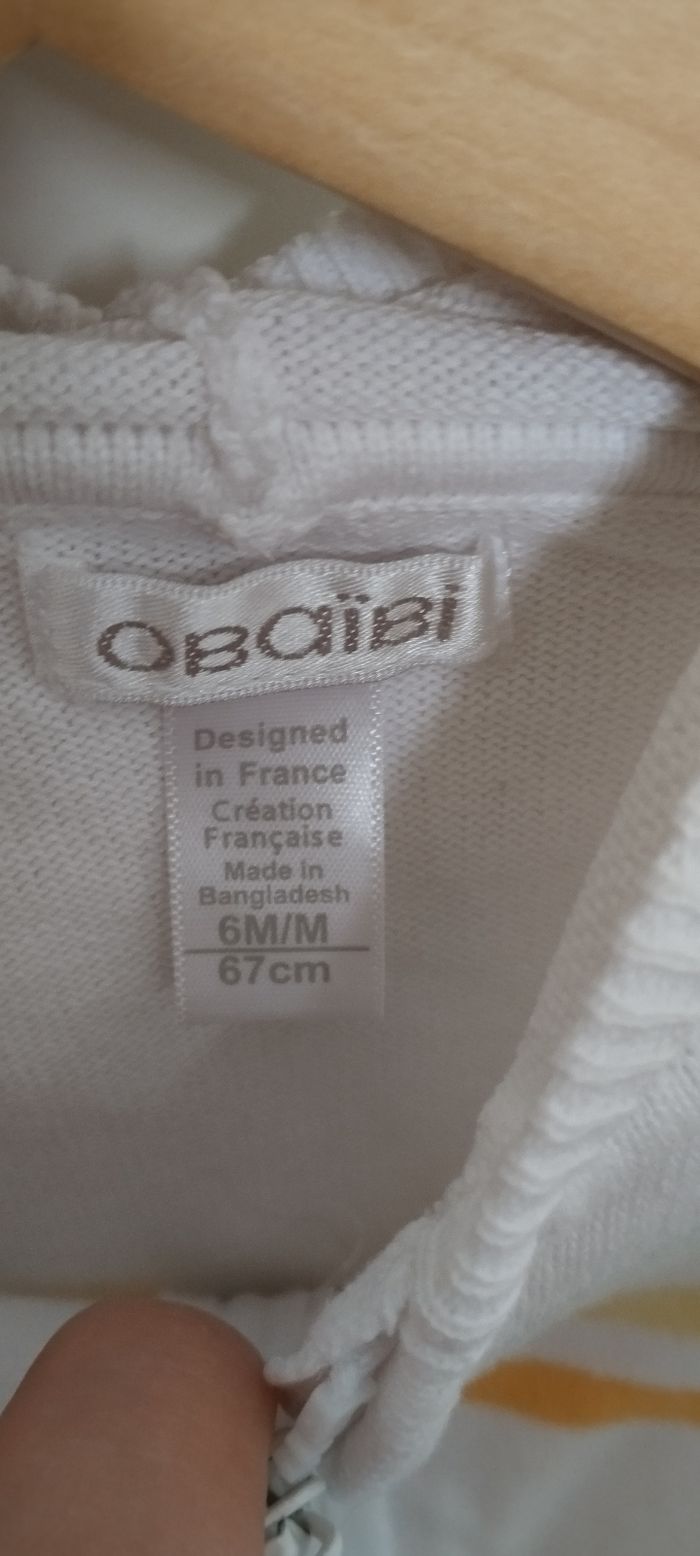 OBaïBi
Designed
in France
Création
Française
Made in
Bangladesh
6M/M
67cm